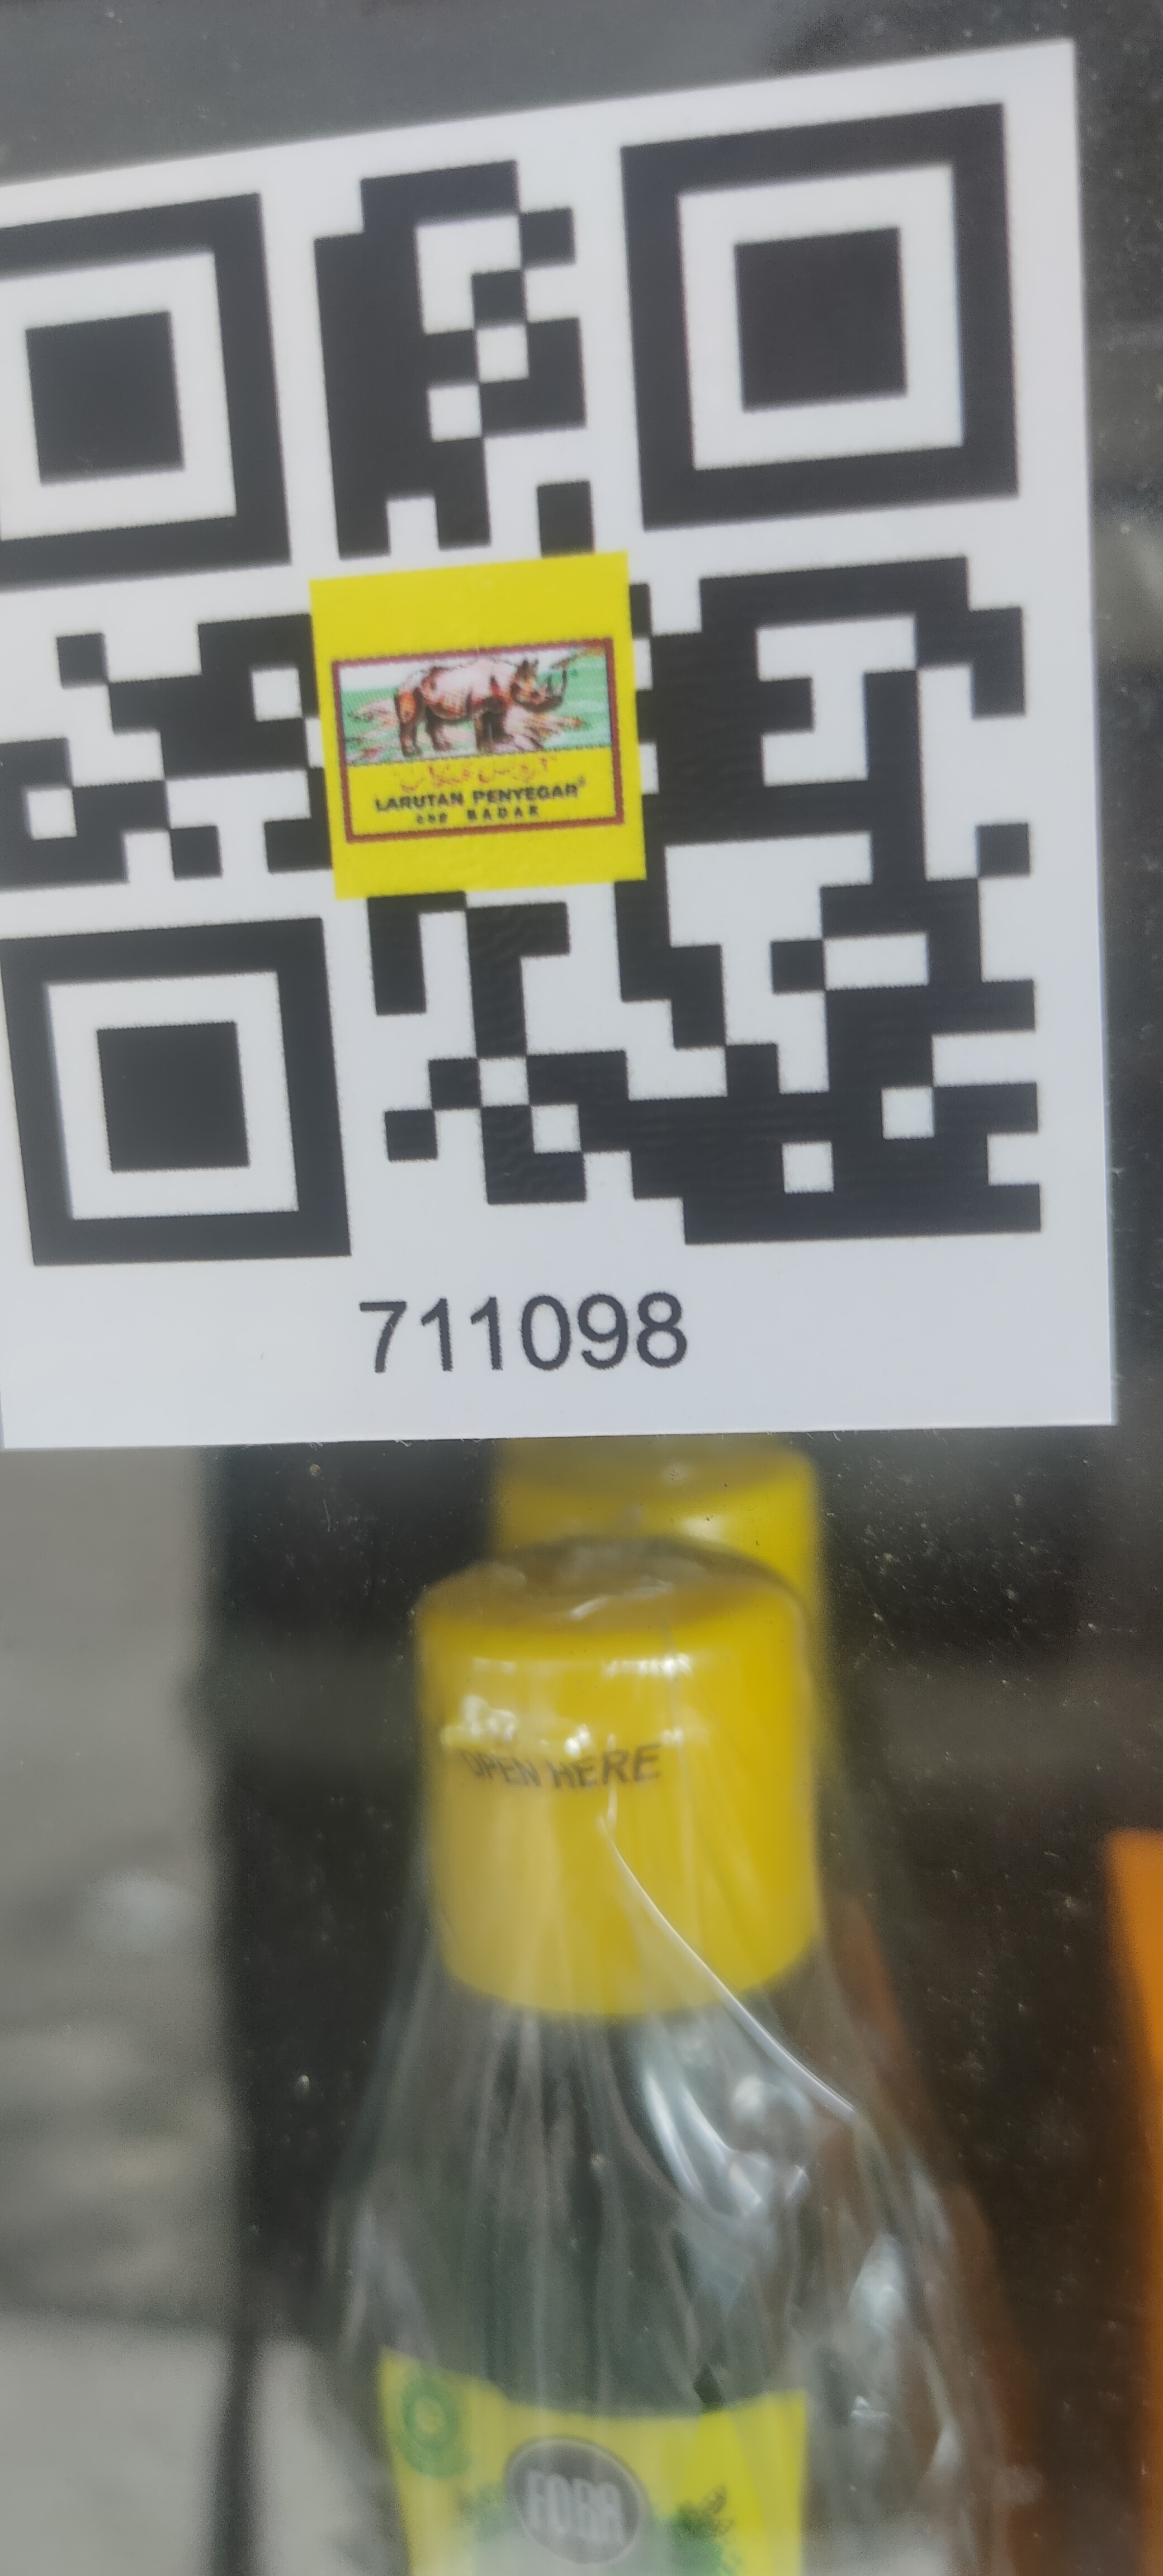 LARUTAN PENYEGAR®
cap BADAK
711098
OPEN HERE